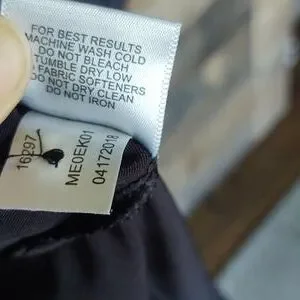 FOR BEST RESULTS
MACHINE WASH COLD
DO NOT BLEACH
TUMBLE DRY LOW
FABRIC SOFTENERS
DO NOT DRY CLEAN
DO NOT IRON
16297
ME0EK01
04172018